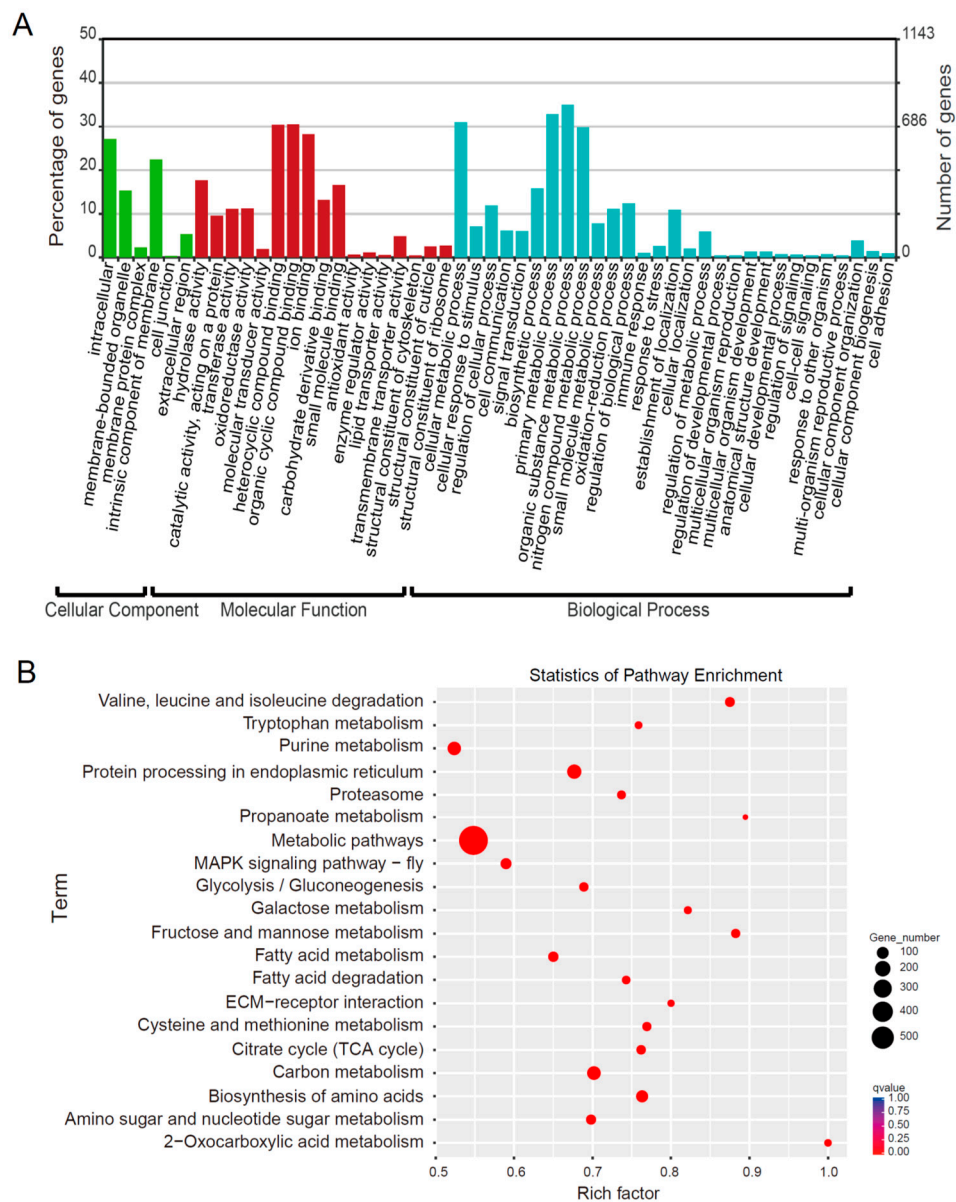 A
Percentage of genes
50
40
30
20
10
0
1143
686
0
Number of genes
intracellular
membrane-bounded organelle
membrane protein complex
intrinsic component of membrane
cell junction
extracellular region
hydrolase activity
catalytic activity, acting on a protein
transferase activity
oxidoreductase activity
molecular transducer activity
heterocyclic compound binding
organic cyclic compound binding
ion binding
carbohydrate derivative binding
small molecule binding
antioxidant activity
enzyme regulator activity
lipid transporter activity
transmembrane transporter activity
structural constituent of cytoskeleton
structural constituent of cuticle
structural constituent of ribosome
cellular metabolic process
cellular response to stimulus
regulation of cellular process
cell communication
signal transduction
biosynthetic process
primary metabolic process
organic substance metabolic process
nitrogen compound metabolic process
small molecule metabolic process
oxidation-reduction process
regulation of biological process
immune response
response to stress
establishment of localization
cellular localization
regulation of metabolic process
regulation of developmental process
multicellular organism reproduction
multicellular organism development
anatomical structure development
cellular developmental process
regulation of signaling
cell-cell signaling
response to other organism
multi-organism reproductive process
cellular component organization
cellular component biogenesis
cell adhesion
Cellular Component
Molecular Function
Biological Process
B
Statistics of Pathway Enrichment
Term
Valine, leucine and isoleucine degradation
Tryptophan metabolism
Purine metabolism
Protein processing in endoplasmic reticulum
Proteasome
Propanoate metabolism
Metabolic pathways
MAPK signaling pathway − fly
Glycolysis / Gluconeogenesis
Galactose metabolism
Fructose and mannose metabolism
Fatty acid metabolism
Fatty acid degradation
ECM−receptor interaction
Cysteine and methionine metabolism
Citrate cycle (TCA cycle)
Carbon metabolism
Biosynthesis of amino acids
Amino sugar and nucleotide sugar metabolism
2−Oxocarboxylic acid metabolism
0.5 0.6 0.7 0.8 0.9 1.0
Rich factor
Gene_number
100
200
300
400
500
qvalue
1.00
0.75
0.50
0.25
0.00